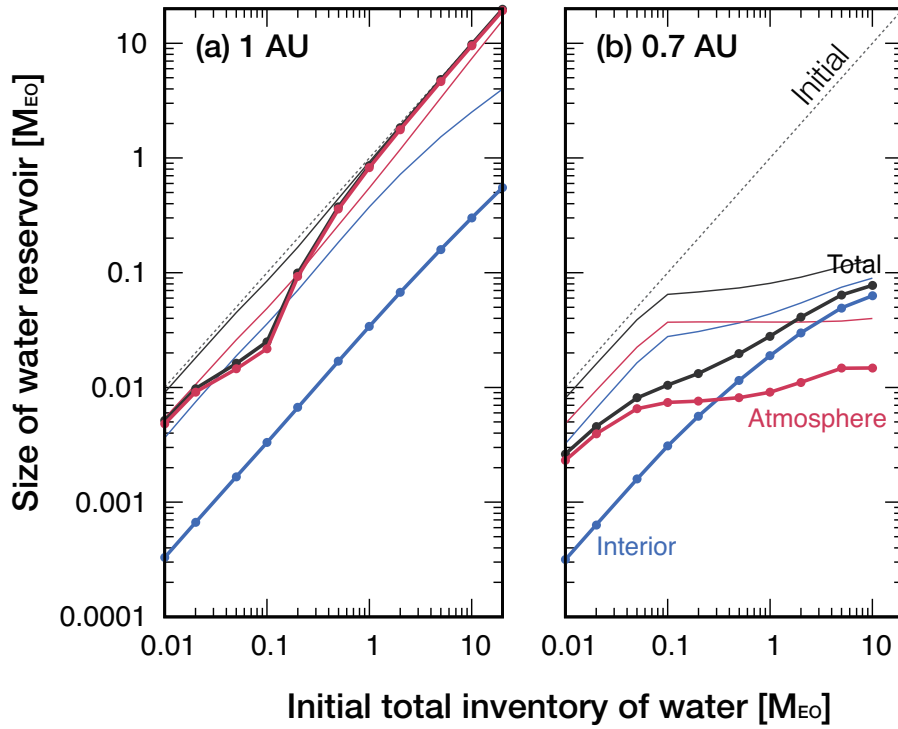 Size of water reservoir [MEO]
10
1
0.1
0.01
0.001
0.0001
(a) 1 AU
0.01
0.1
1
10
(b) 0.7 AU
Initial
Total
Atmosphere
Interior
0.01
0.1
1
10
Initial total inventory of water [MEO]